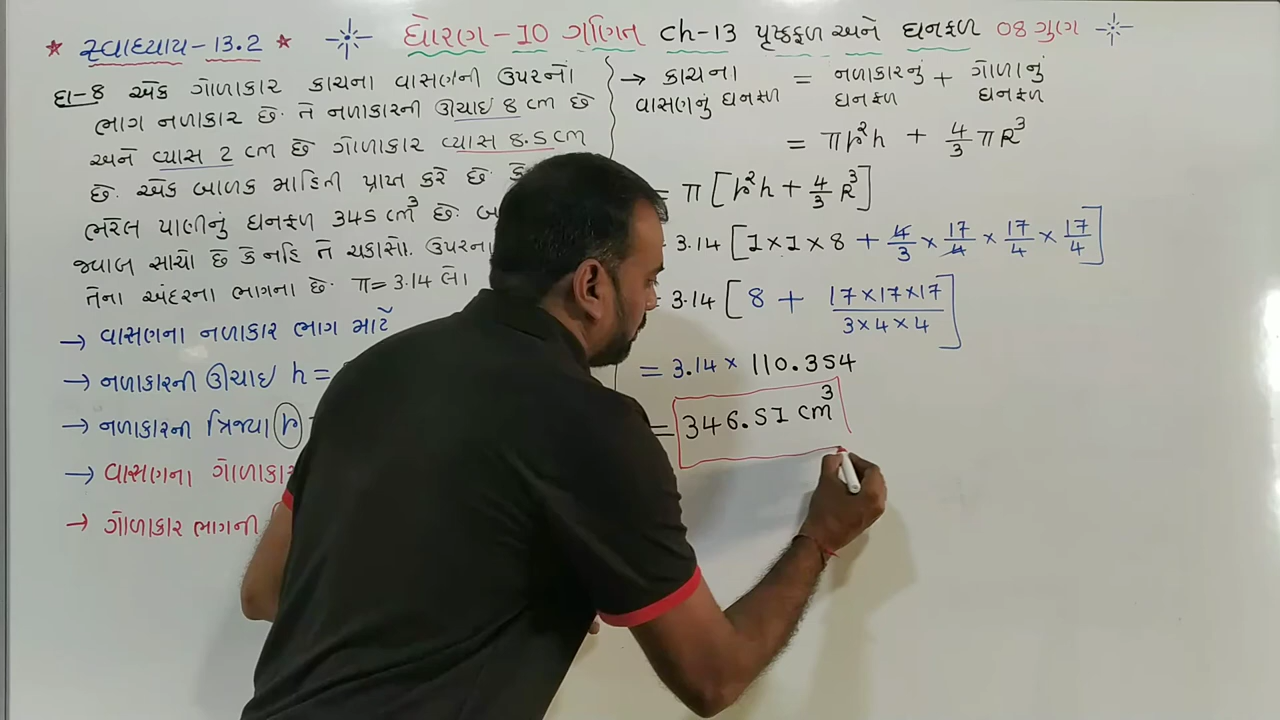 ★ સ્વાધ્યાય-13.2 ★ ધોરણ-10 ગણિત ch-13 પૃષ્ઠફળ અને ઘનફળ 08 ગુણ
દા-8 એક ગોળાકાર કાચના વાસણની ઉપરનો
ભાગ નળાકાર છે. તે નળાકારની ઊંચાઇ 8 cm છે
અને વ્યાસ 2 cm છે ગોળાકાર વ્યાસ 8.5 cm
છે. એક બાળક માહિતી પ્રાપ્ત કરે છે.
ભરેલ પાણીનું ઘનફળ 345 cm³ છે.
જવાબ સાચો છે કે નહિ તે ચકાસો. ઉપરના
તેના અંદરના ભાગના છે. π = 3.14 લો.
→ વાસણના નળાકાર ભાગ માટે
→ નળાકારની ઊંચાઇ h =
→ નળાકારની ત્રિજ્યા r
→ વાસણના ગોળાકાર
→ ગોળાકાર ભાગની
→ કાચના વાસણનું ઘનફળ = નળાકારનું ઘનફળ + ગોળાનું ઘનફળ
= πr²h + 4/3 πR³
= π [r²h + 4/3 R³]
3.14 [1×1×8 + 4/3 × 17/4 × 17/4 × 17/4]
= 3.14 [8 + 17×17×17 / 3×4×4]
= 3.14 × 110.354
= 346.51 cm³